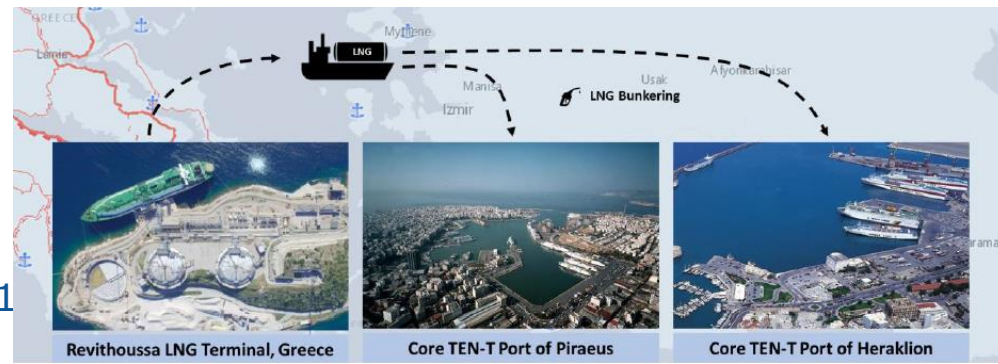 GREECE
Lamia
Mytilene
LNG
Manisa
Izmir
Usak
Afyonkarahisar
LNG Bunkering
1
Revithoussa LNG Terminal, Greece
Core TEN-T Port of Piraeus
Core TEN-T Port of Heraklion